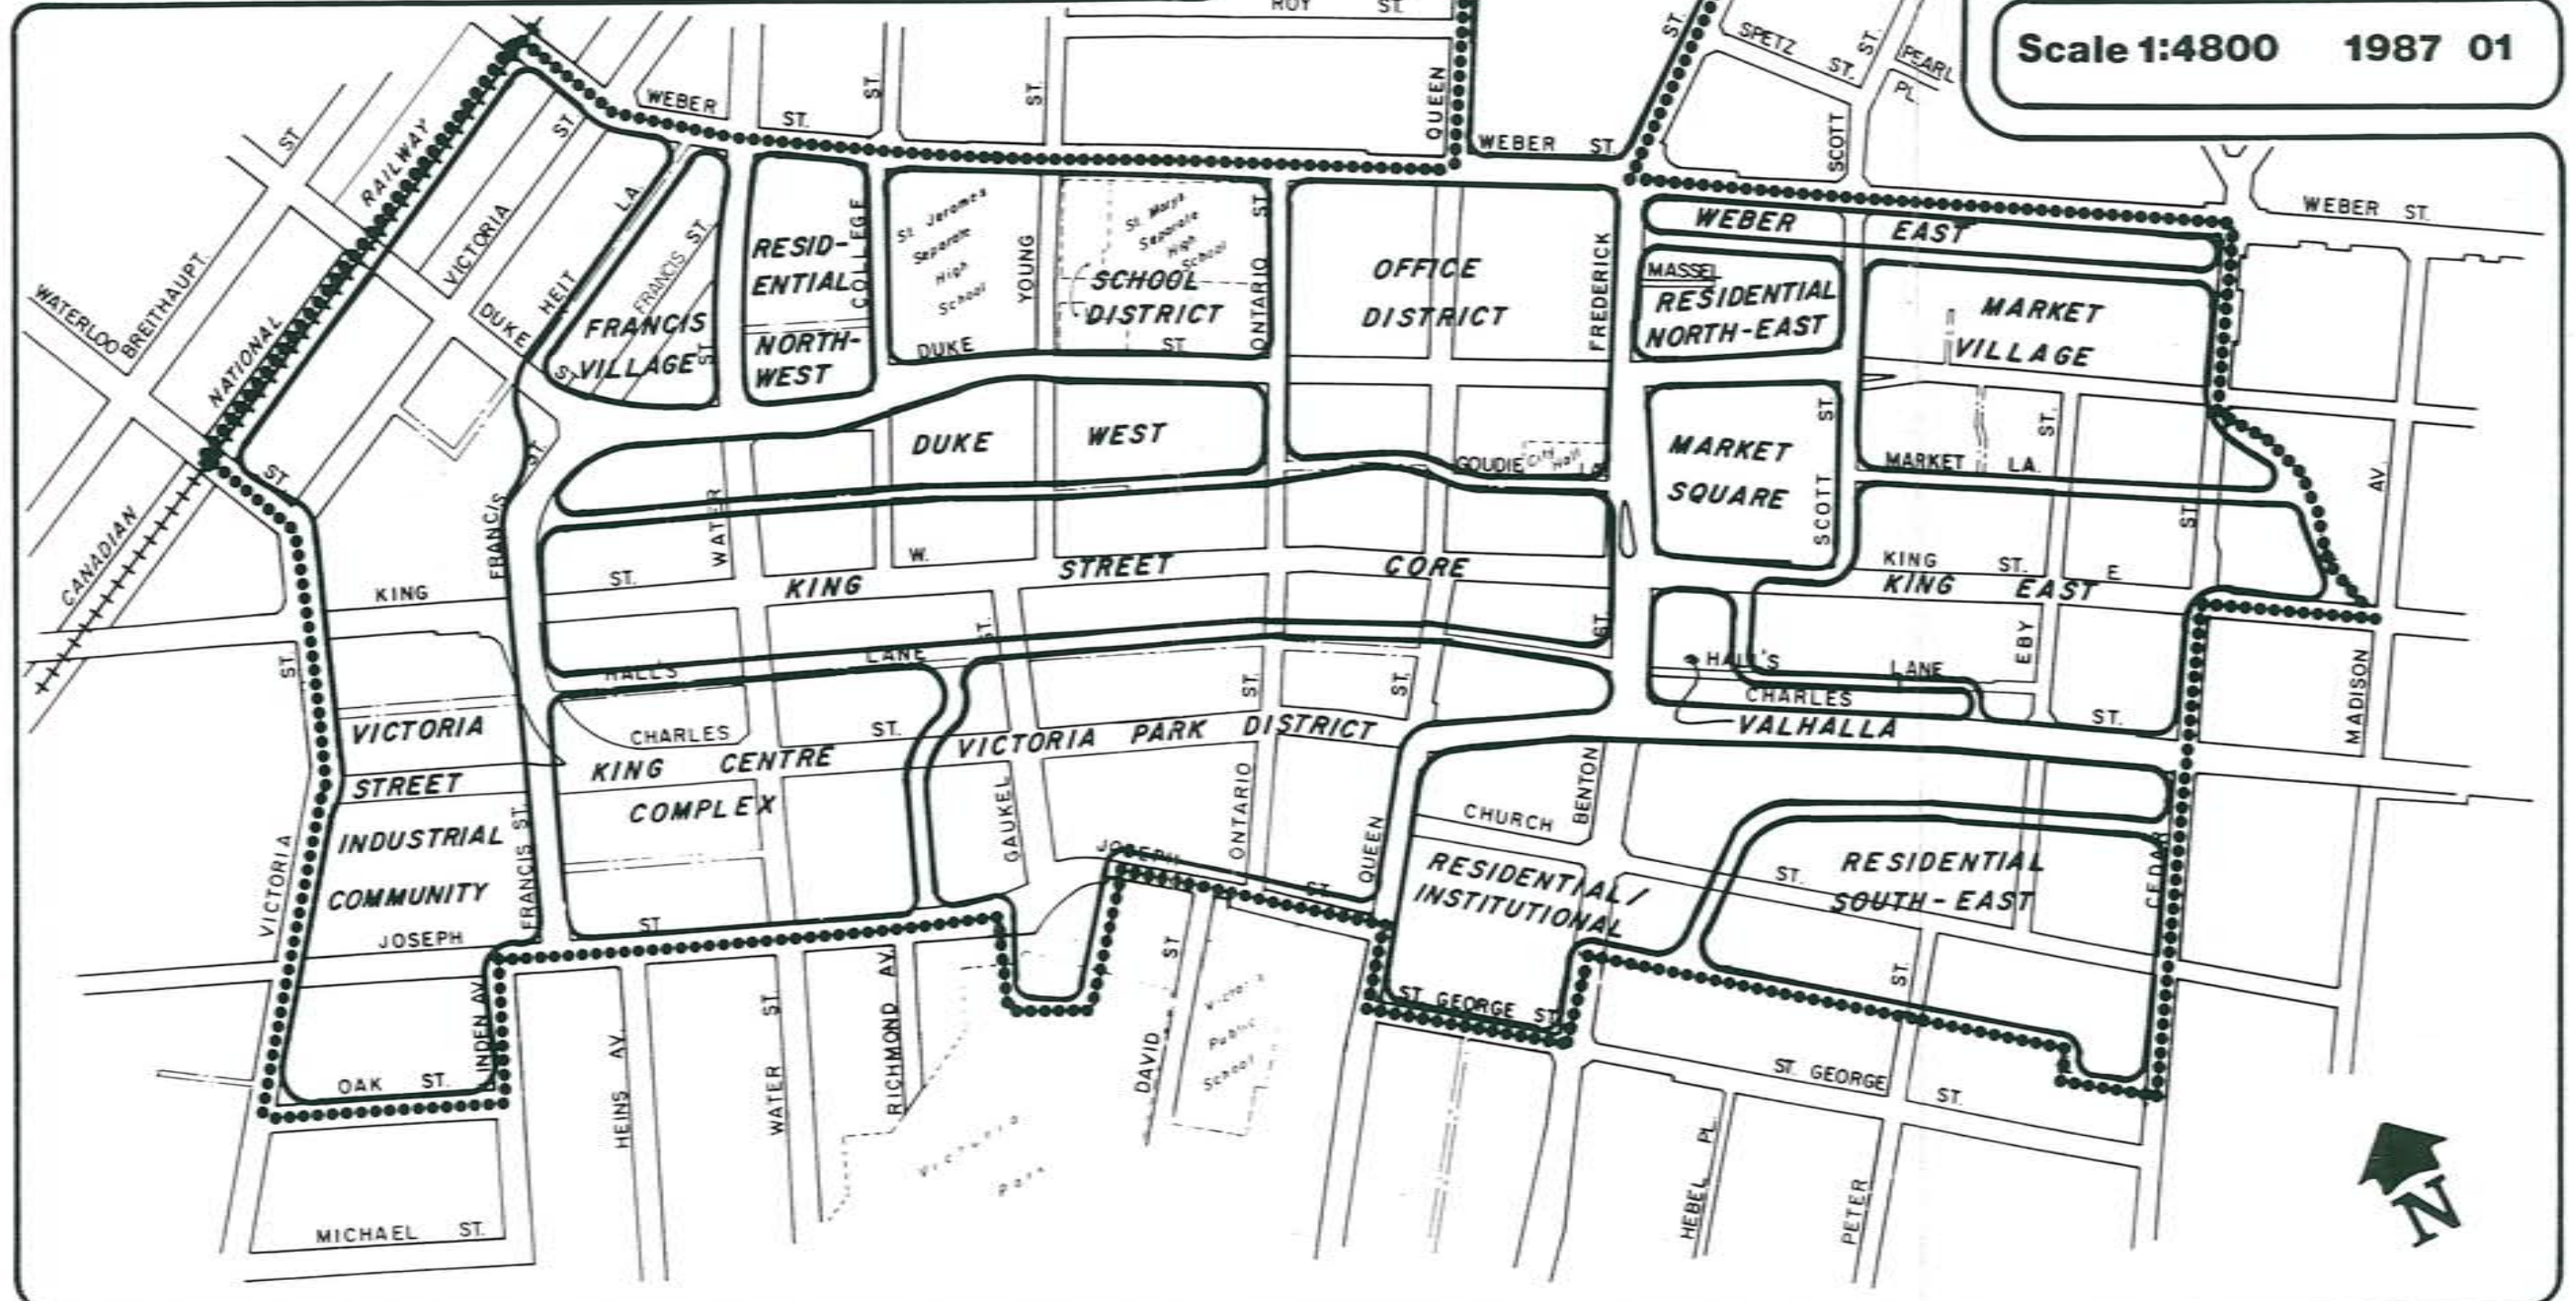 ROY ST.
Scale 1:4800 1987 01
ST.
SPETZ ST.
ST.
PEARL PL.
WEBER ST.
ST.
ST.
QUEEN
WEBER ST.
SCOTT
WEBER ST.
ST
RAILWAY
ST
VICTORIA
HEIT LA.
FRANCIS ST.
DUKE ST.
WATERLOO
BREITHAUPT.
NATIONAL
CANADIAN
ST
FRANCIS
VILLAGE
ST.
RESID-
ENTIAL
NORTH-
WEST
COLLEGE
St. Jeromes
Separate
High
School
YOUNG
St. Marys
Separate
High
School
SCHOOL
DISTRICT
DUKE ST.
ONTARIO ST
OFFICE
DISTRICT
FREDERICK
WEBER EAST
MASSEL
RESIDENTIAL
NORTH-EAST
MARKET
VILLAGE
DUKE WEST
GOUDIE LA.
City Hall
MARKET
SQUARE
ST.
SCOTT
MARKET LA.
ST.
ST.
AV.
FRANCIS ST.
WATER
W.
KING ST.
KING STREET CORE
ST.
KING ST. E.
KING EAST
ST.
ST.
HALL'S LANE
HALL'S LANE
EBY
MADISON
CHARLES ST.
CHARLES ST.
VALHALLA
VICTORIA
STREET
INDUSTRIAL
COMMUNITY
KING CENTRE
COMPLEX
VICTORIA PARK DISTRICT
ST.
ST.
GAUKEL
ONTARIO
QUEEN
BENTON
CHURCH ST.
JOSEPH ST.
RESIDENTIAL/
INSTITUTIONAL
RESIDENTIAL
SOUTH-EAST
CEDAR
VICTORIA
FRANCIS ST.
JOSEPH ST
LINDEN AV.
OAK ST.
HEINS AV.
WATER ST.
RICHMOND AV.
DAVID ST
Victoria
Public
School
Victoria
Park
ST GEORGE ST.
ST.
ST. GEORGE ST.
HEBEL PL.
PETER
MICHAEL ST.
N